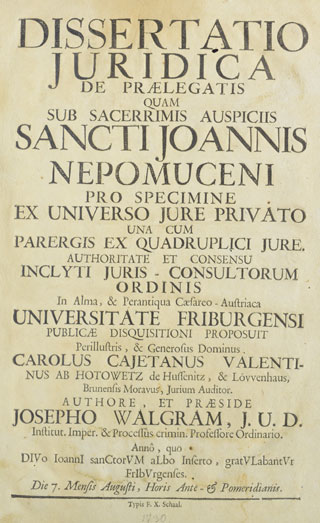 DISSERTATIO
JURIDICA
DE PRÆLEGATIS
QUAM
SUB SACERRIMIS AUSPICIIS
SANCTI JOANNIS
NEPOMUCENI
PRO SPECIMINE
EX UNIVERSO JURE PRIVATO
UNA CUM
PARERGIS EX QUADRUPLICI JURE.
AUTHORITATE ET CONSENSU
INCLYTI JURIS - CONSULTORUM
ORDINIS
In Alma, & Perantiqua Cæsareo - Austriaca
UNIVERSITATE FRIBURGENSI
PUBLICÆ DISQUISITIONI PROPOSUIT
Perillustris, & Generosus Dominus
CAROLUS CAJETANUS VALENTI-
NUS AB HOTOWETZ de Hussenitz, & Lövvenhaus,
Brunensis Moravus, Jurium Auditor.
AUTHORE, ET PRÆSIDE
JOSEPHO WALGRAM, J. U. D.
Institut. Imper. & Processus crimin. Professore Ordinario.
Annô, quo
DIVo IoannI sanCtorVM aLbo Inserto, gratVLabantVr
FrIbVrgenses.
Die 7. Mensis Augusti, Horis Ante- & Pomeridianis.
Typis F. X. Schaal.